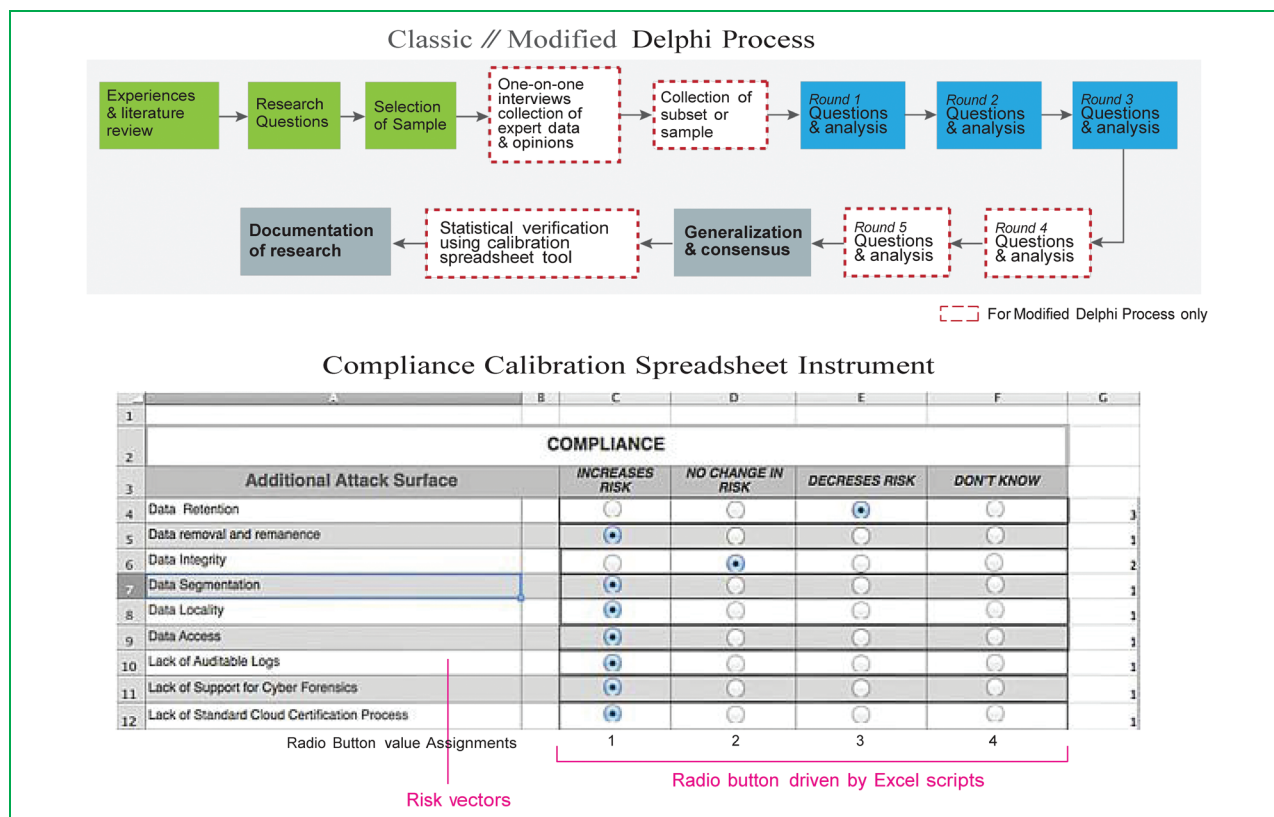 Classic // Modified Delphi Process
Experiences
& literature
review
Research
Questions
Selection
of Sample
One-on-one
interviews
collection of
expert data
& opinions
Collection of
subset or
sample
Round 1
Questions
& analysis
Round 2
Questions
& analysis
Round 3
Questions
& analysis
Documentation
of research
Statistical verification
using calibration
spreadsheet tool
Generalization
& consensus
Round 5
Questions
& analysis
Round 4
Questions
& analysis
For Modified Delphi Process only
Compliance Calibration Spreadsheet Instrument
A B C D E F G
1
2 COMPLIANCE
3 Additional Attack Surface INCREASES RISK NO CHANGE IN RISK DECRESES RISK DON'T KNOW
4 Data Retention 3
5 Data removal and remanence 1
6 Data Integrity 2
7 Data Segmentation 1
8 Data Locality 1
9 Data Access 1
10 Lack of Auditable Logs 1
11 Lack of Support for Cyber Forensics 1
12 Lack of Standard Cloud Certification Process 1
Radio Button value Assignments 1 2 3 4
Radio button driven by Excel scripts
Risk vectors